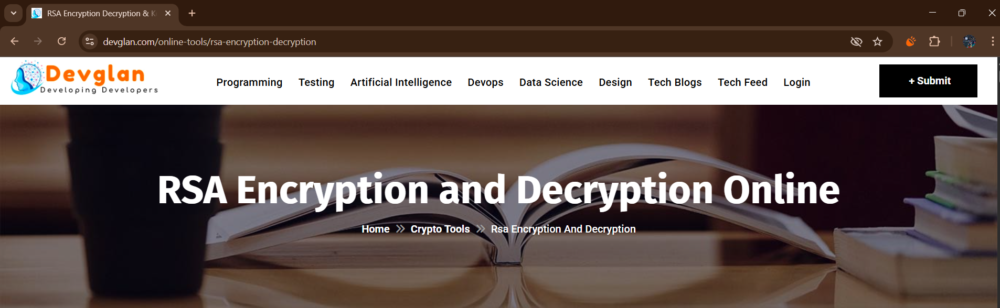 RSA Encryption Decryption & K
devglan.com/online-tools/rsa-encryption-decryption
Devglan
Developing Developers
Programming Testing Artificial Intelligence Devops Data Science Design Tech Blogs Tech Feed Login
+ Submit
RSA Encryption and Decryption Online
Home » Crypto Tools » Rsa Encryption And Decryption